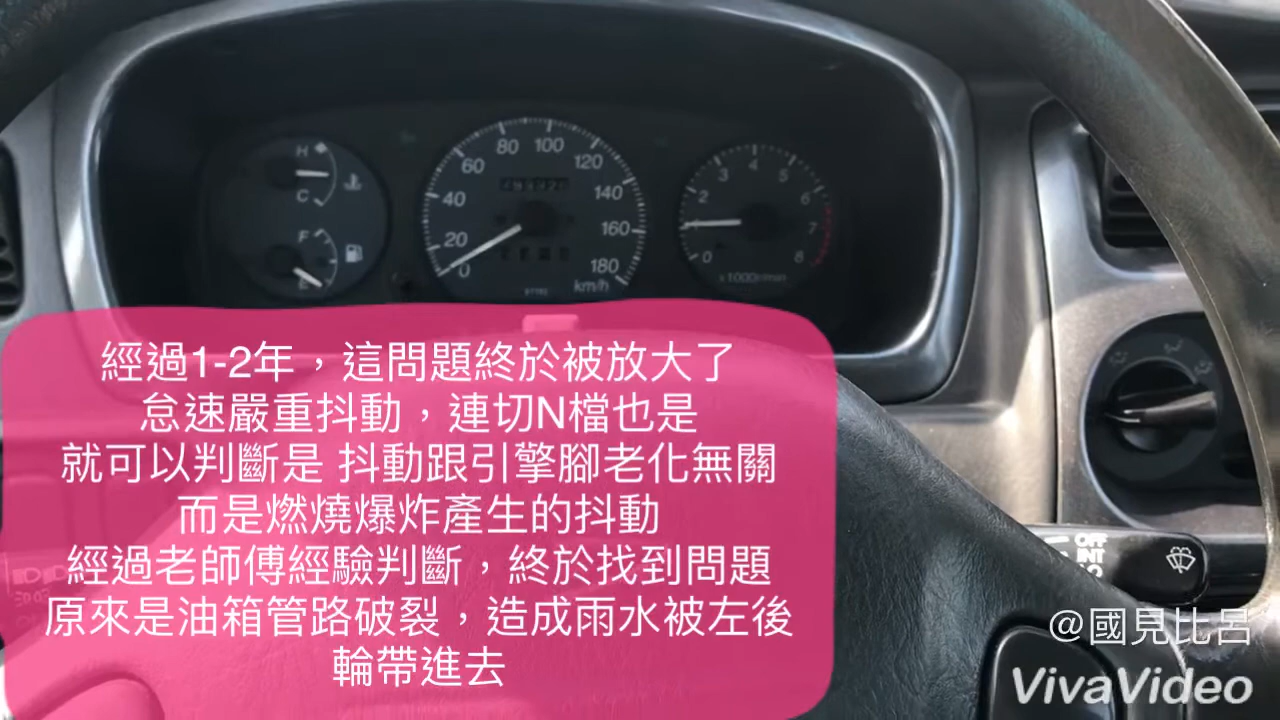 H
C
F
E
0
20
40
60
80
100
120
140
160
180
km/h
0
2
3
4
5
6
7
8
x1000r/min
經過1-2年，這問題終於被放大了
怠速嚴重抖動，連切N檔也是
就可以判斷是 抖動跟引擎腳老化無關
而是燃燒爆炸產生的抖動
經過老師傅經驗判斷，終於找到問題
原來是油箱管路破裂，造成雨水被左後
輪帶進去
OFF
INT
@國見比呂
VivaVideo